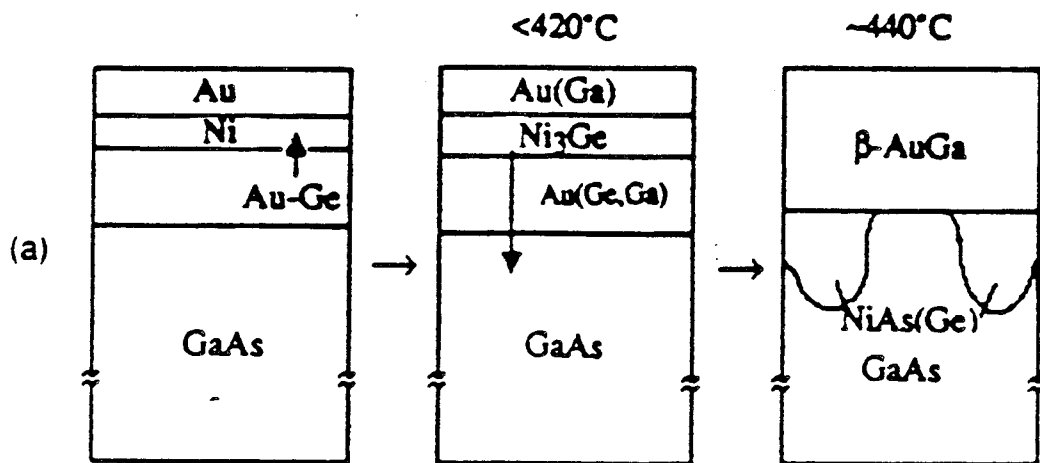 <420°C
~440°C
Au
Ni
Au-Ge
GaAs
Au(Ga)
Ni₃Ge
Au(Ge,Ga)
GaAs
β-AuGa
NiAs(Ge)
GaAs
(a)